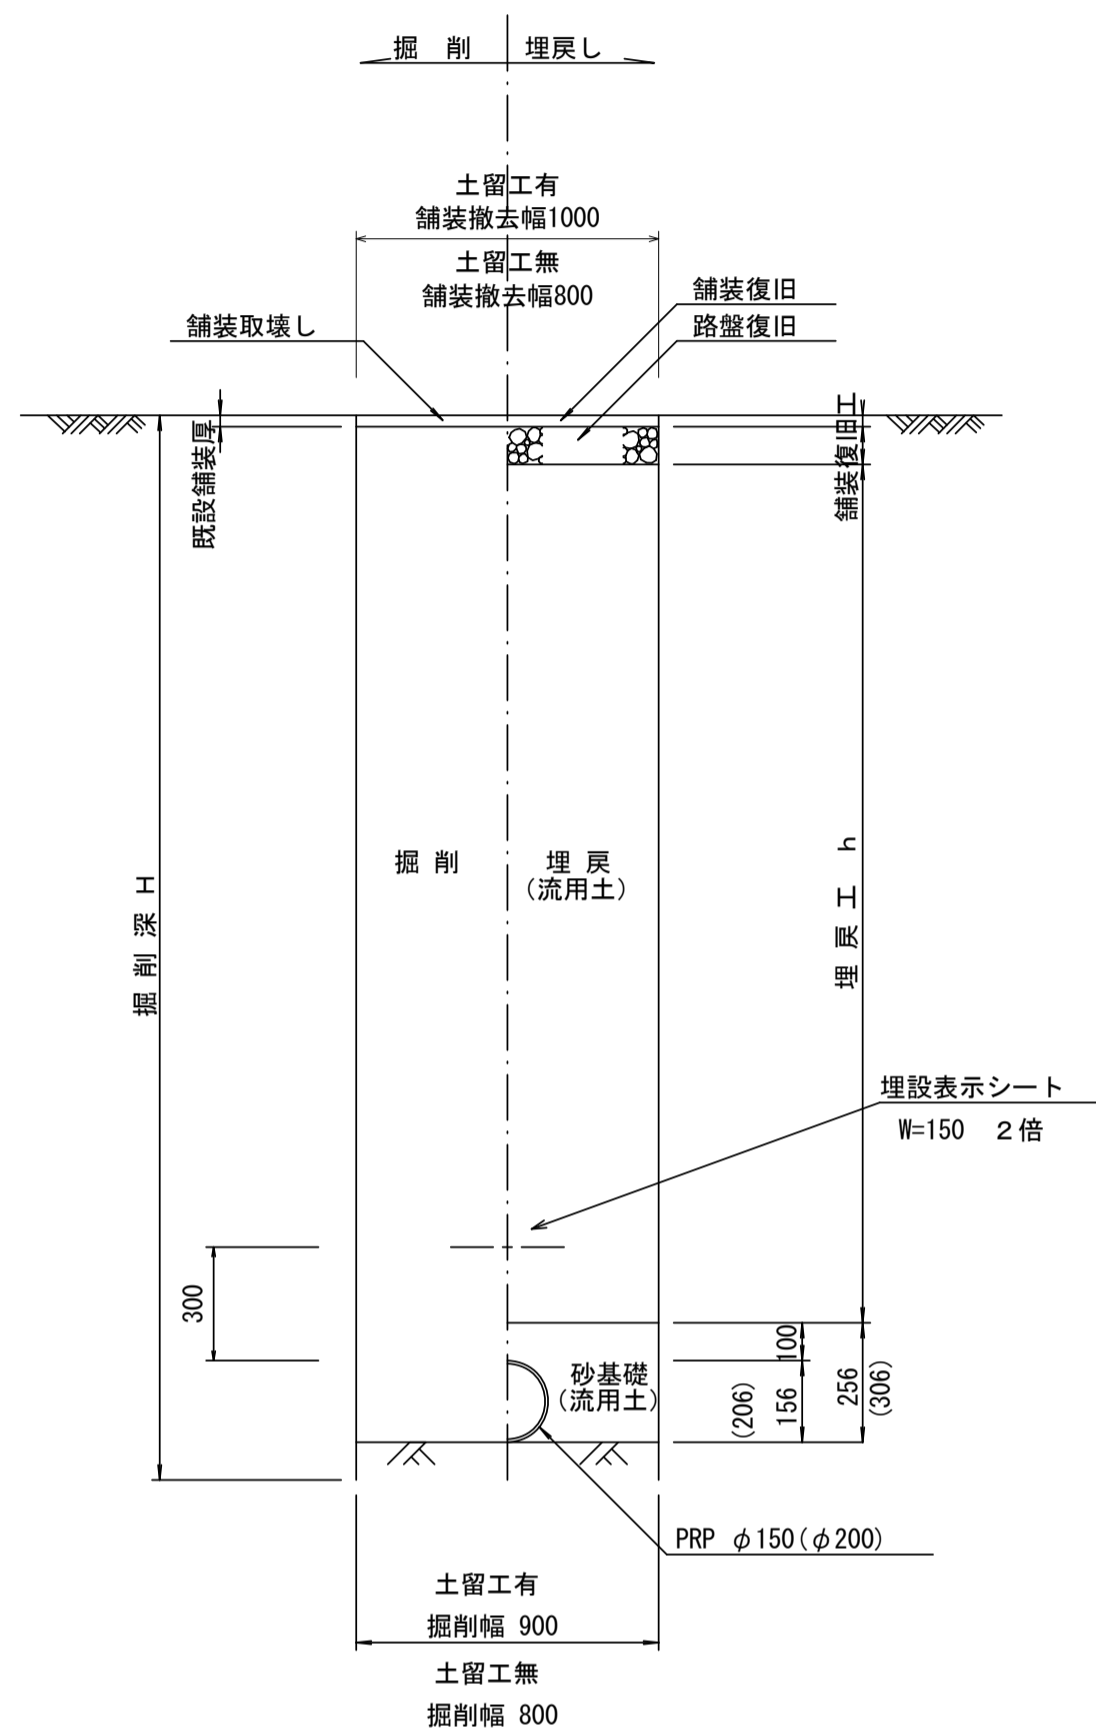 掘 削
埋戻し
土留工有
舗装撤去幅1000
土留工無
舗装撤去幅800
舗装復旧
路盤復旧
舗装取壊し
既設舗装厚
舗装復旧工
掘 削
埋 戻
(流用土)
掘 削 深 H
埋 戻 工 h
埋設表示シート
W=150 2倍
300
100
砂基礎
(流用土)
(206)
156
256
(306)
PRP φ150(φ200)
土留工有
掘削幅 900
土留工無
掘削幅 800